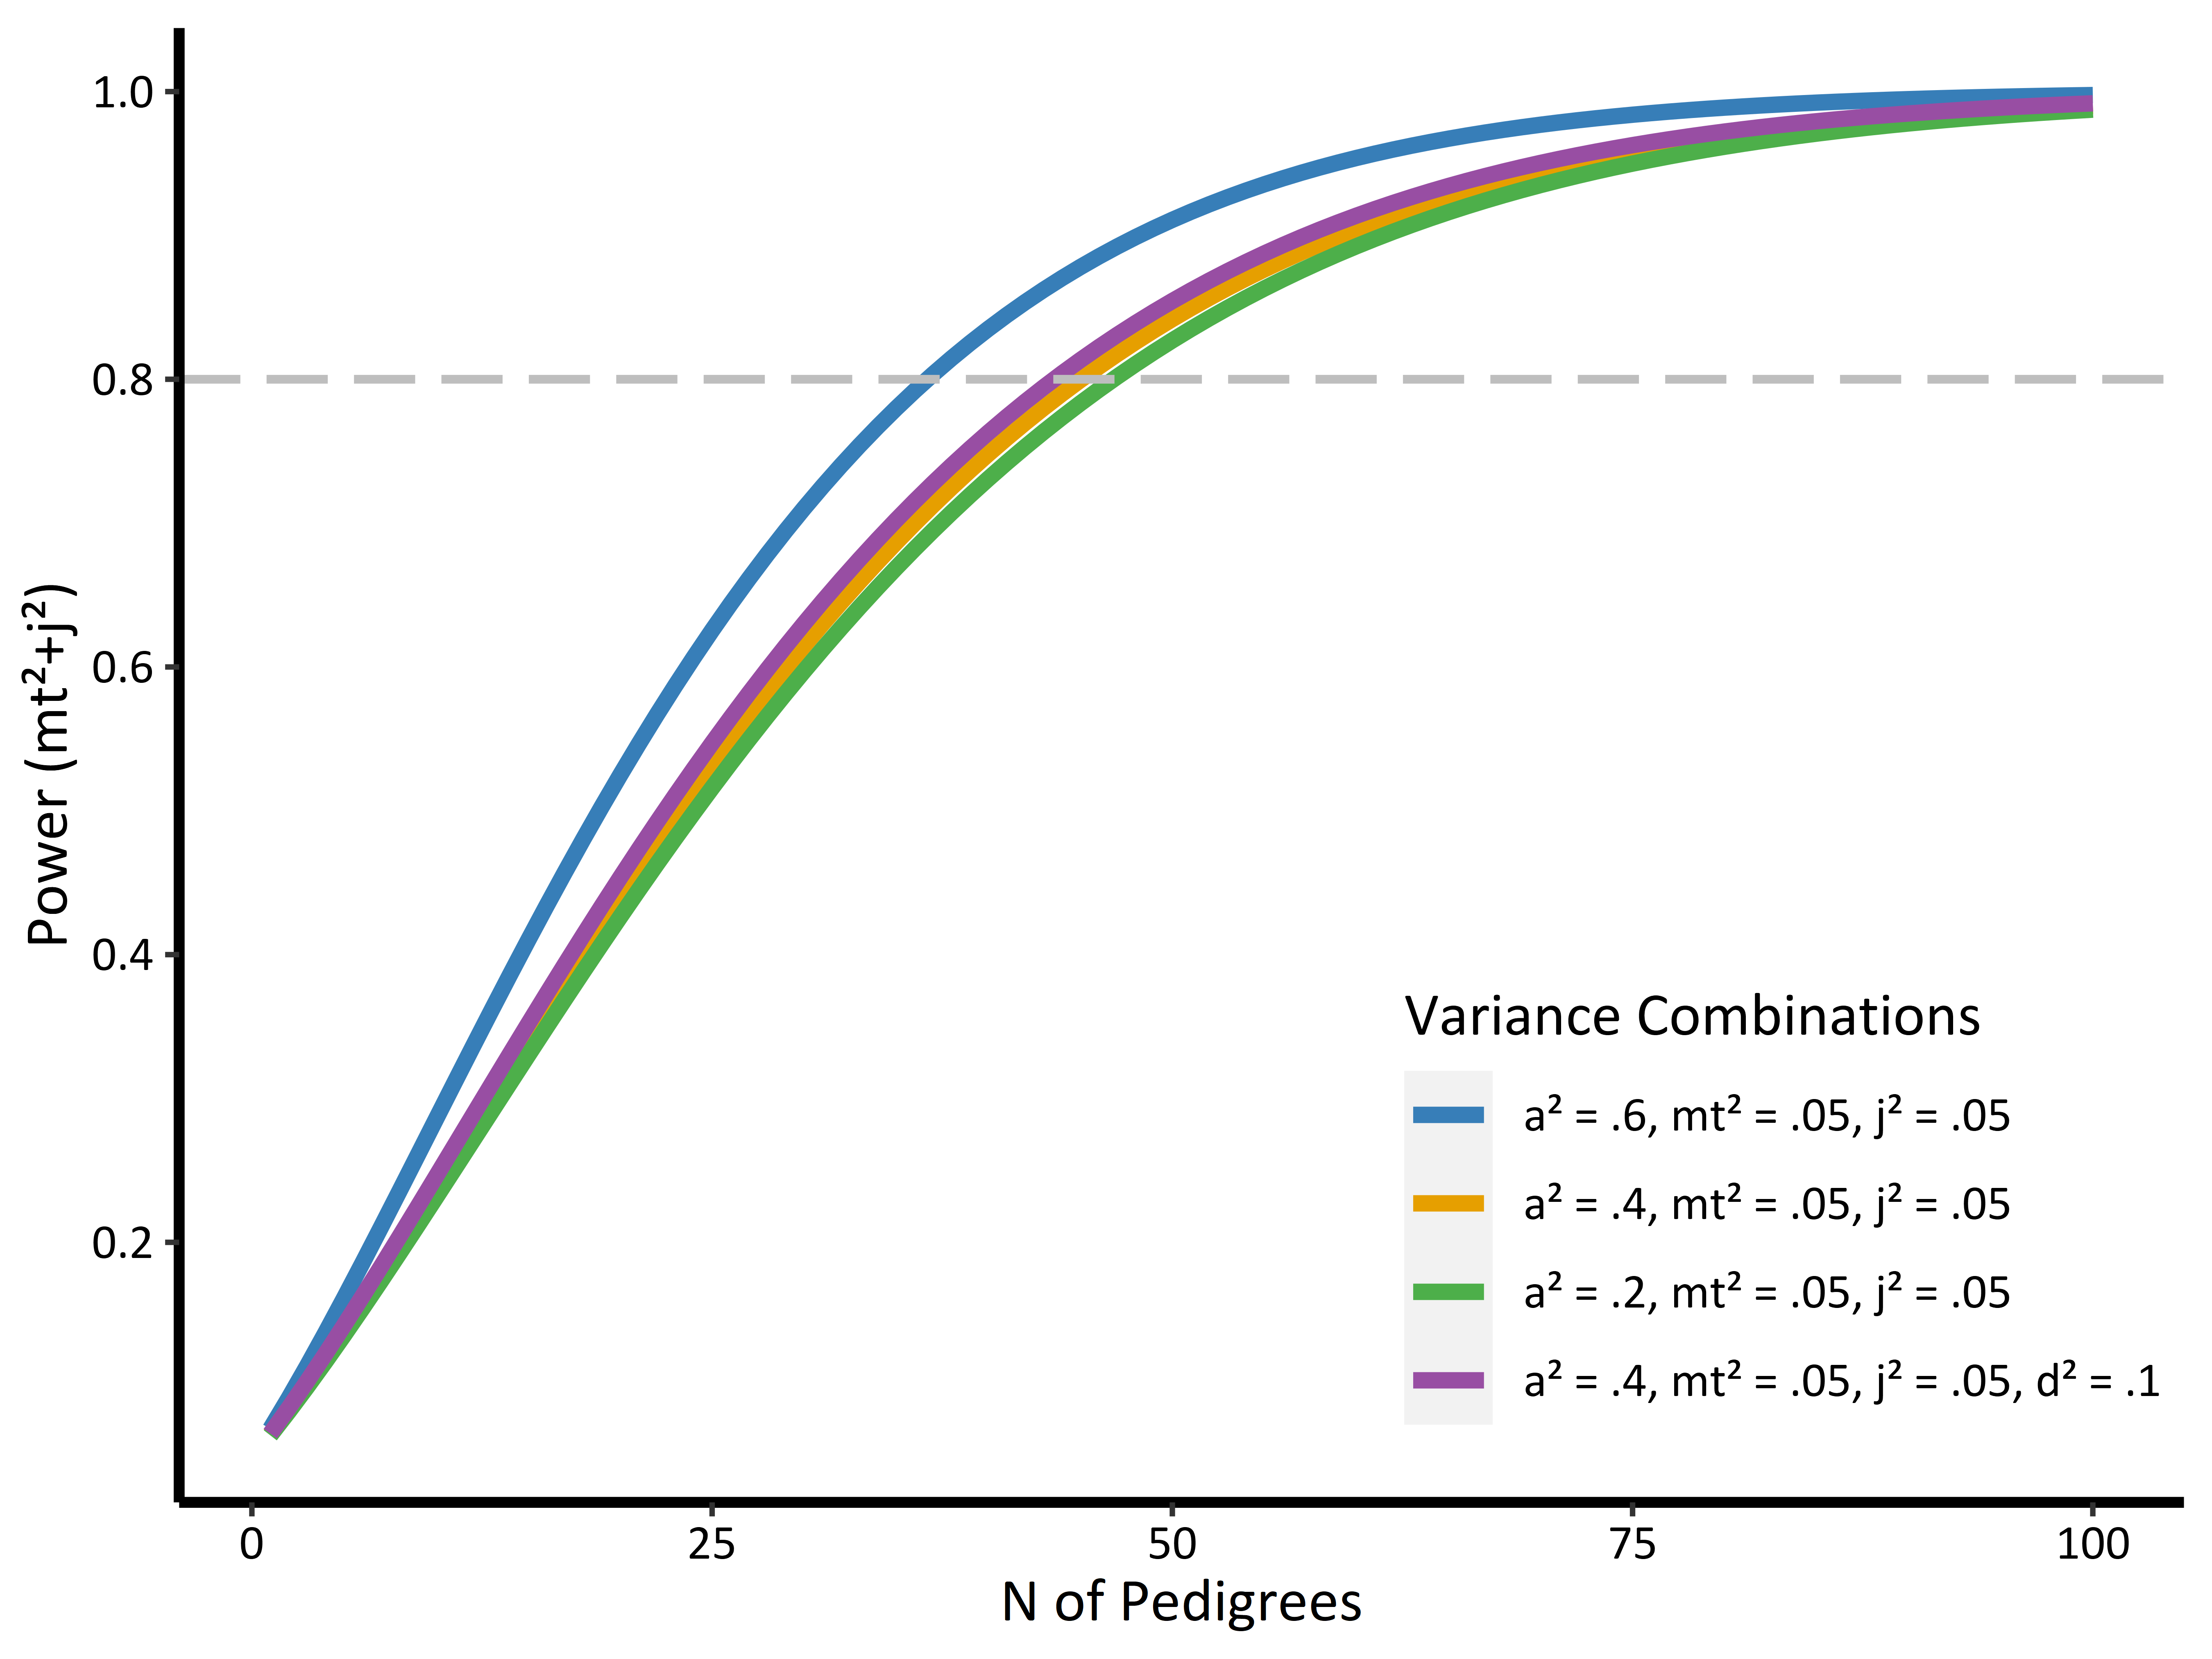 Power (mt²+j²)
1.0
0.8
0.6
0.4
0.2
0 25 50 75 100
N of Pedigrees
Variance Combinations
a² = .6, mt² = .05, j² = .05
a² = .4, mt² = .05, j² = .05
a² = .2, mt² = .05, j² = .05
a² = .4, mt² = .05, j² = .05, d² = .1